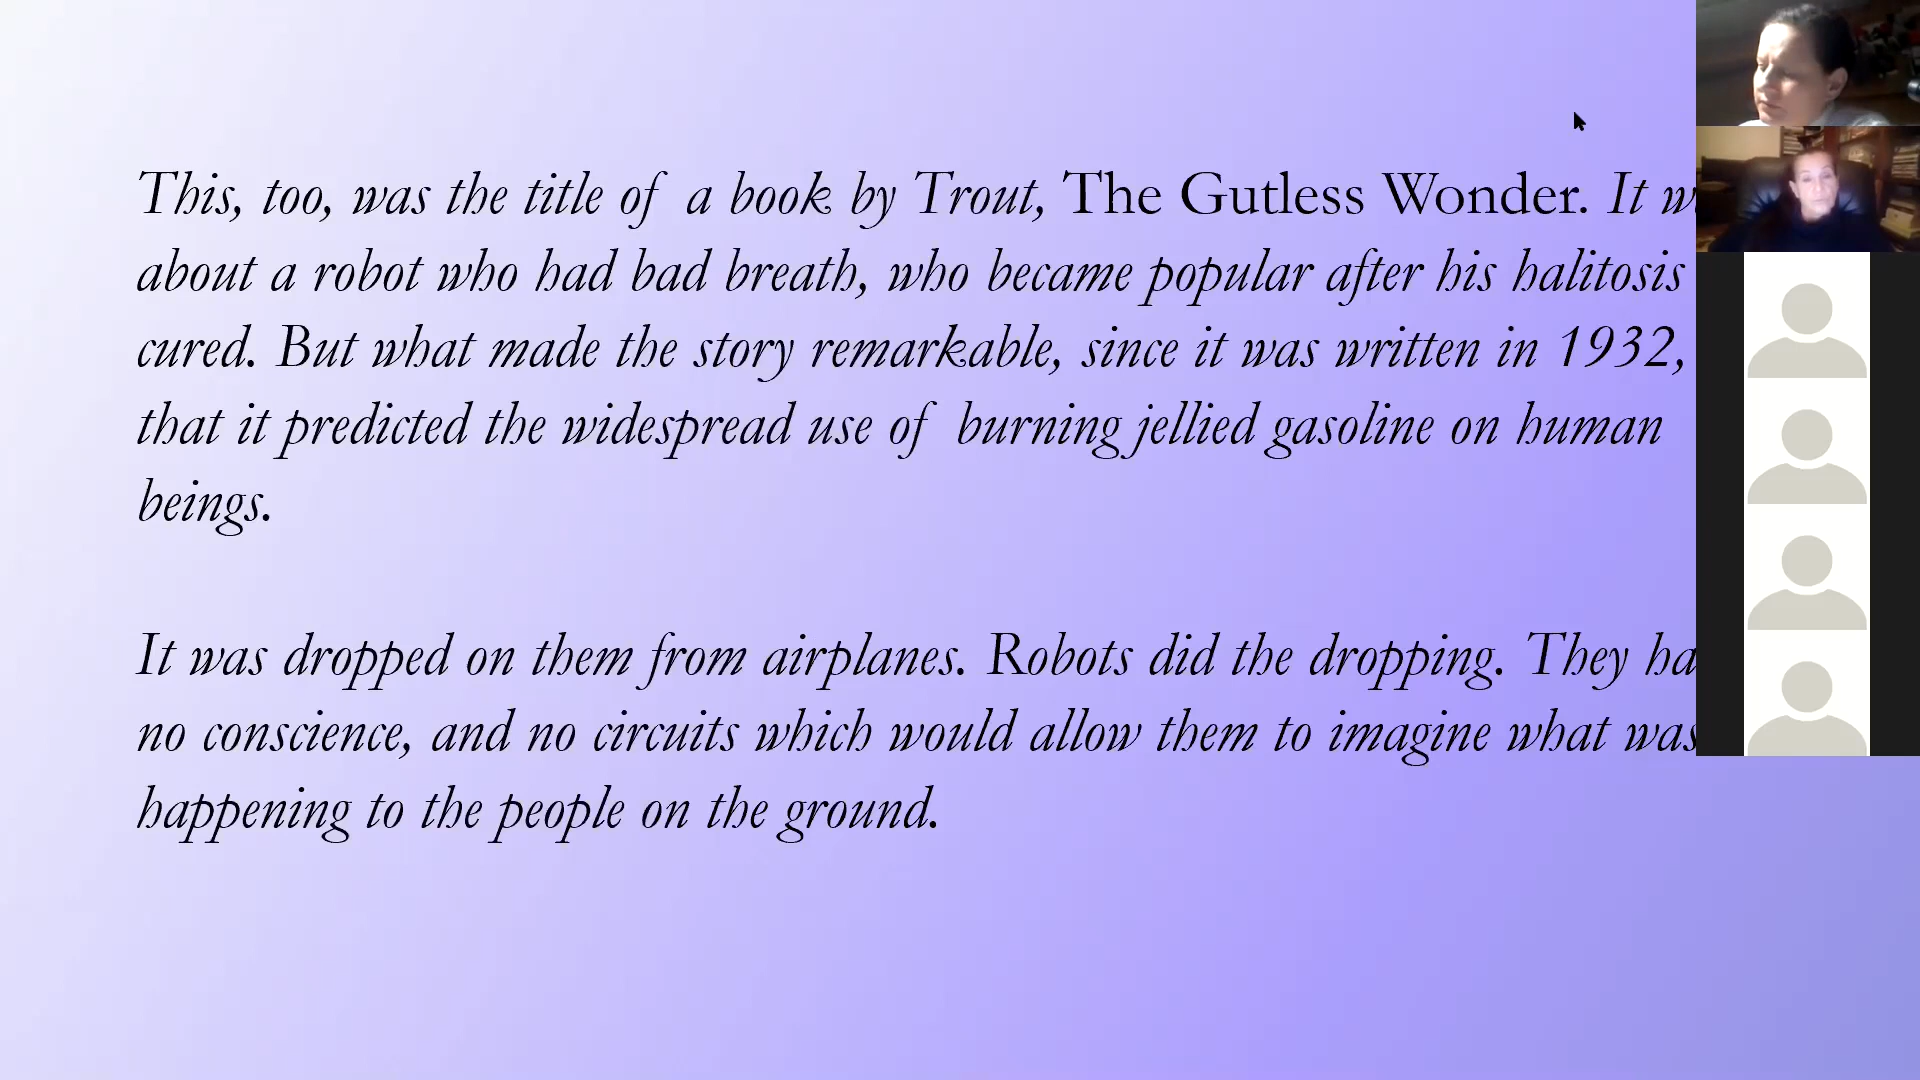 This, too, was the title of a book by Trout, The Gutless Wonder. It
about a robot who had bad breath, who became popular after his halitosis
cured. But what made the story remarkable, since it was written in 1932,
that it predicted the widespread use of burning jellied gasoline on human
beings.
It was dropped on them from airplanes. Robots did the dropping. They
no conscience, and no circuits which would allow them to imagine what was
happening to the people on the ground.